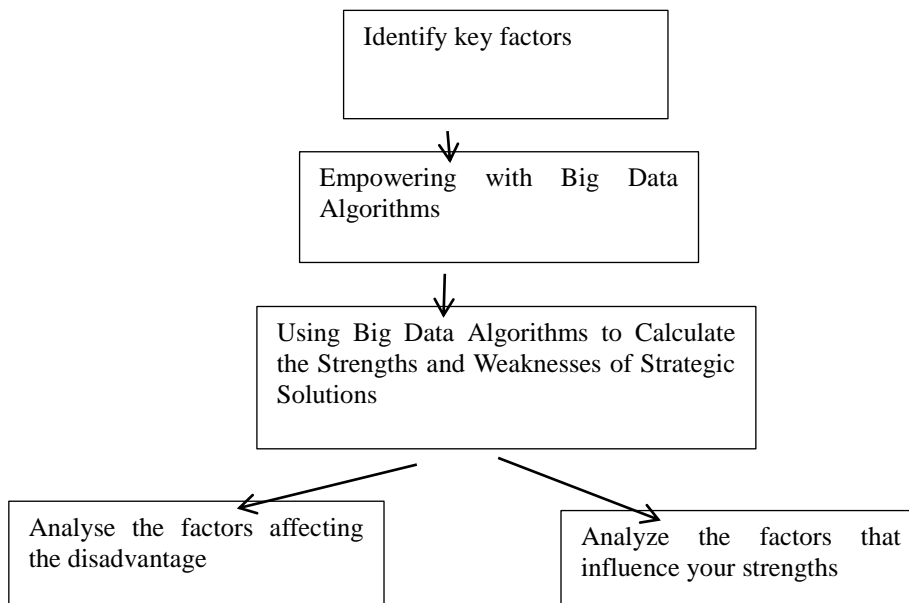 Identify key factors
Empowering with Big Data
Algorithms
Using Big Data Algorithms to Calculate
the Strengths and Weaknesses of Strategic
Solutions
Analyse the factors affecting
the disadvantage
Analyze the factors that
influence your strengths